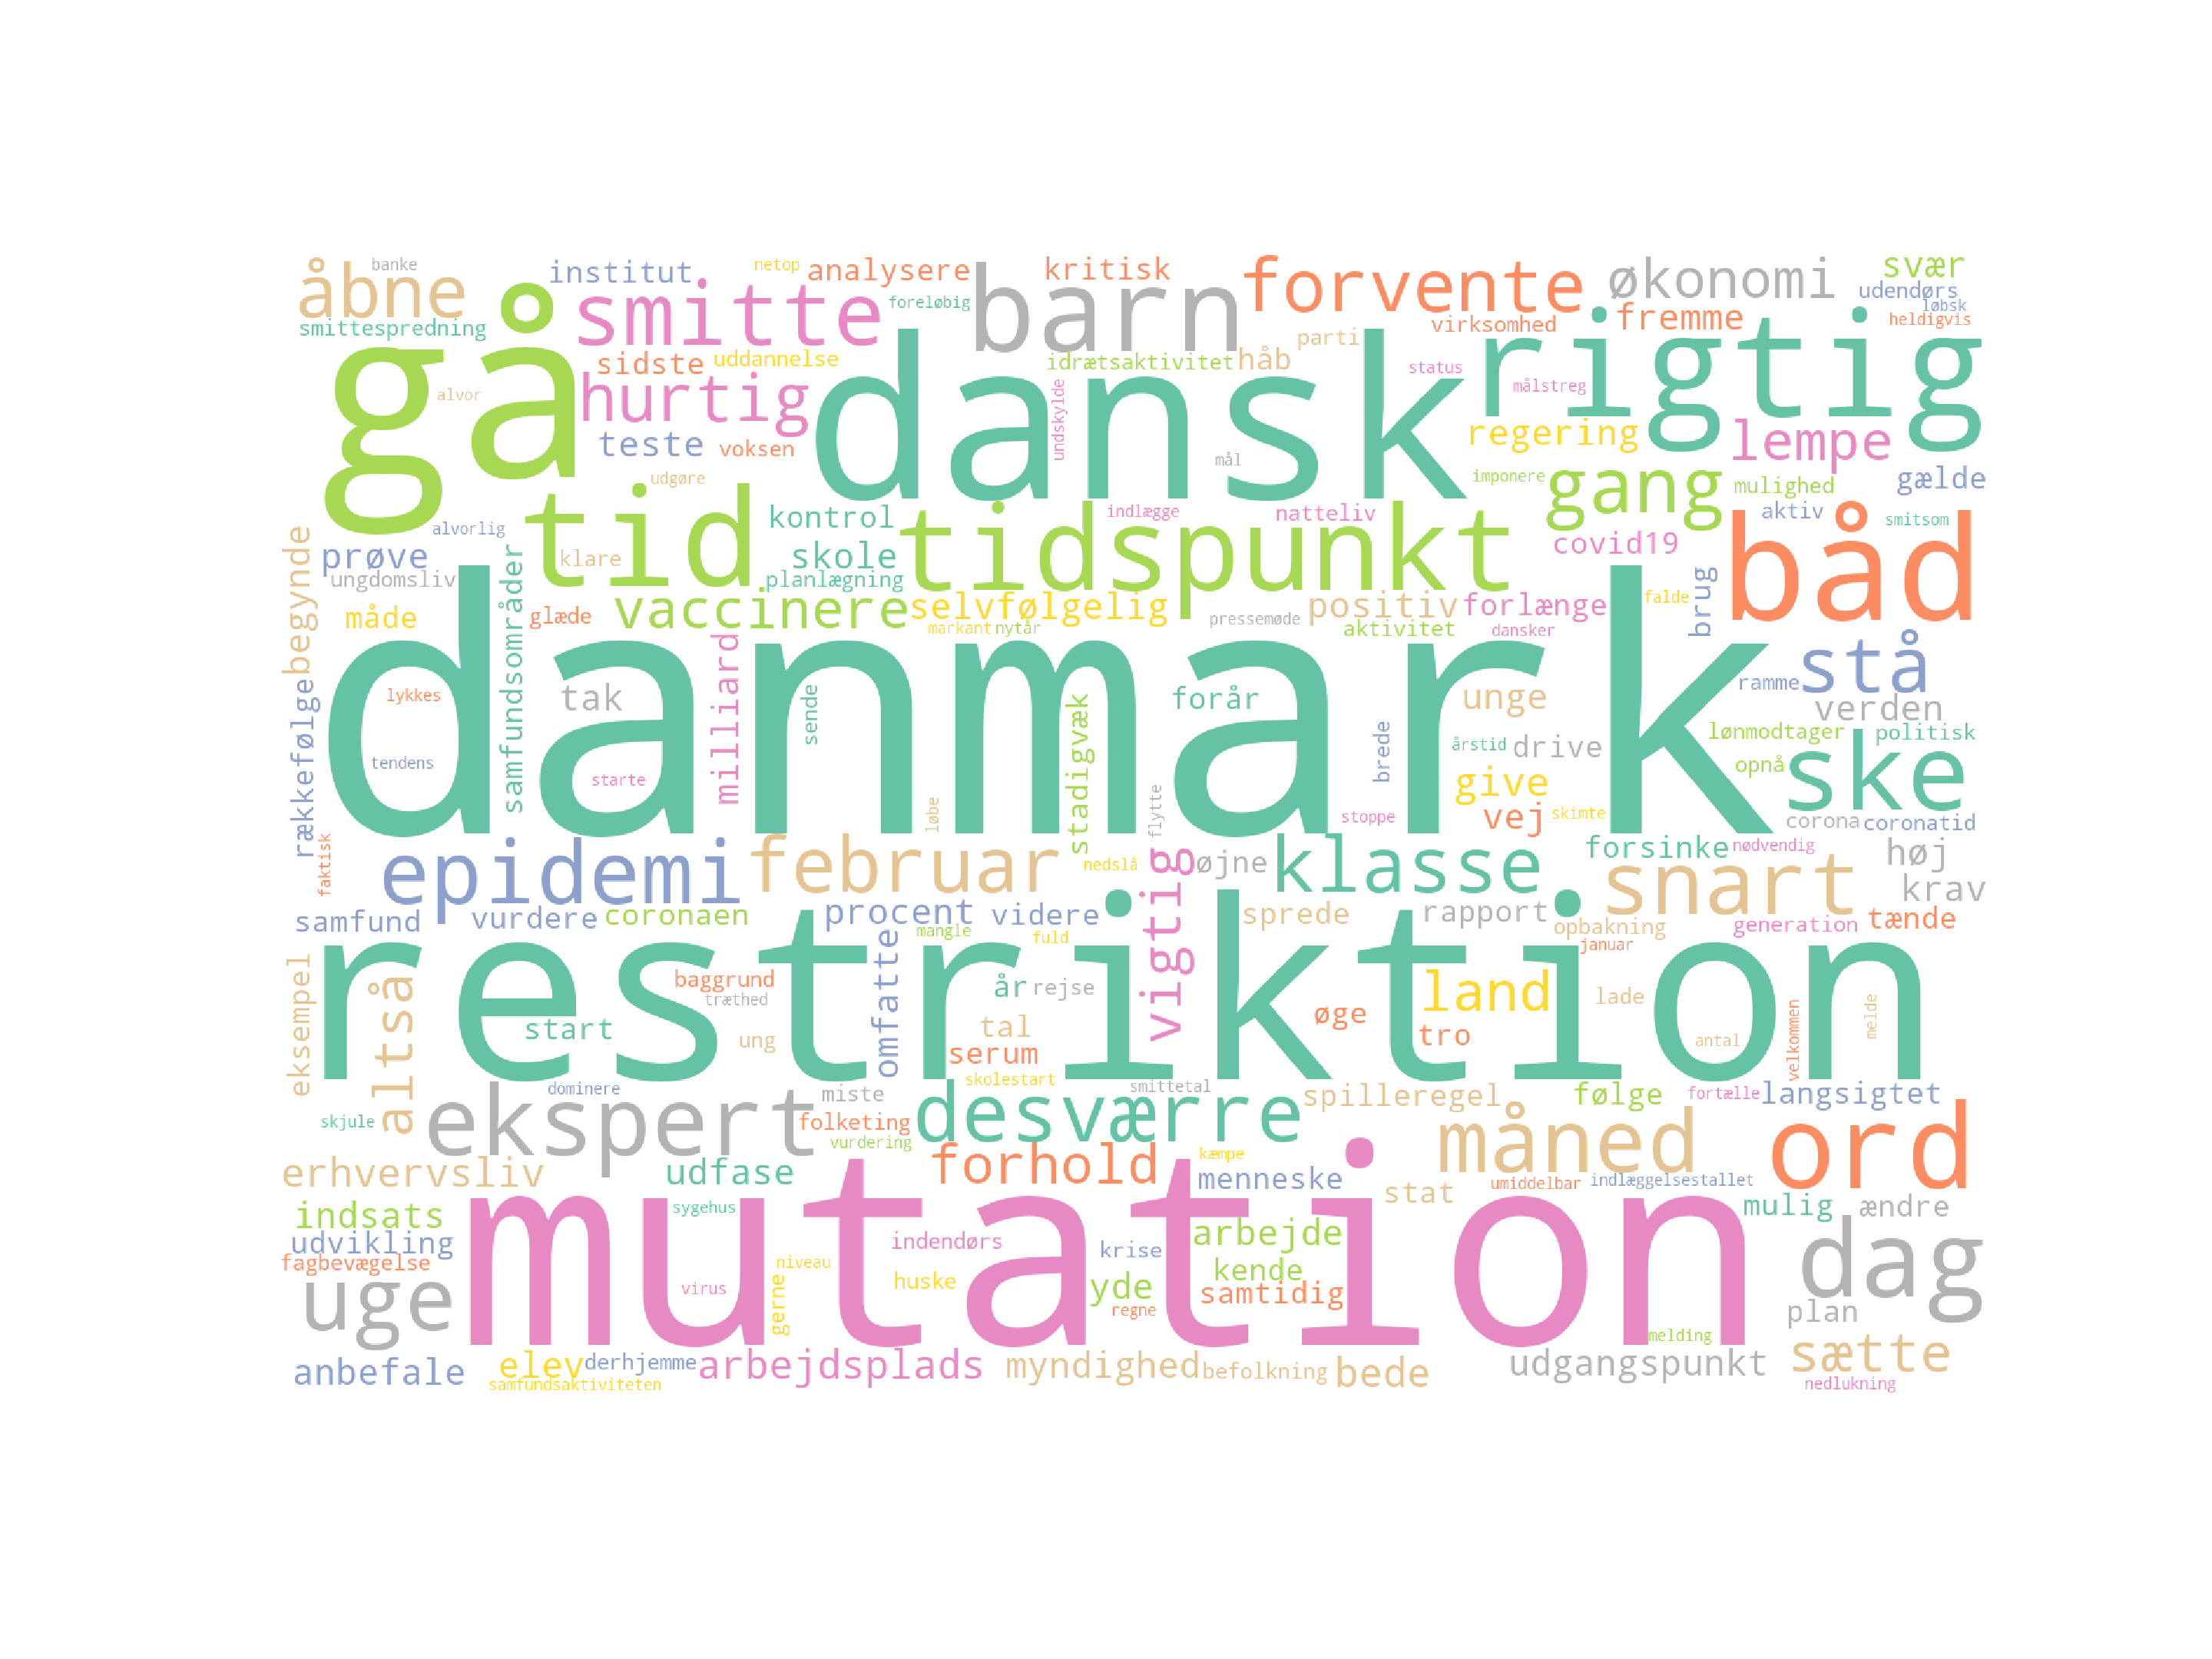 banke
åbne
institut
netop
analysere
kritisk
forvente
økonomi
svær
smitte
foreløbig
barn
udendørs
løbsk
smittespredning
gå
virksomhed
fremme
heldigvis
sidste
uddannelse
dansk
idrætsaktivitet
håb
parti
rigtig
alvor
hurtig
undskylde
status
målstreg
teste
voksen
regering
lempe
udgøre
mål
imponere
gang
mulighed
gælde
alvorlig
tid
kontrol
tidspunkt
indlægge
natteliv
aktiv
smitsom
båd
begynde
prøve
samfundsområder
klare
skole
covid19
ungdomsliv
planlægning
brug
måde
glæde
vaccinere
selvfølgelig
pressemøde
positiv
forlænge
falde
markant
nytår
aktivitet
dansker
danmark
rækkefølge
lykkes
tak
milliard
sende
stadigvæk
forår
unge
ramme
stå
verden
tendens
starte
brede
årstid
drive
lønmodtager
politisk
opnå
ske
løbe
flytte
give
stoppe
vej
skimte
corona
coronatid
faktisk
epidemi
februar
nedslå
vigtig
øjne
klasse
forsinke
nødvendig
høj
snart
krav
samfund
vurdere
coronaen
procent
videre
sprede
rapport
opbakning
generation
tænde
mangle
fuld
januar
restriktion
eksempel
altså
baggrund
træthed
omfatte
år
rejse
land
lade
velkommen
melde
start
ung
tal
øge
tro
antal
serum
dominere
skolestart
smittetal
ekspert
miste
desværre
spilleregel
følge
fortælle
langsigtet
skjule
folketing
vurdering
måned
ord
erhvervsliv
udfase
forhold
kæmpe
menneske
umiddelbar
indlæggelsestallet
stat
mutation
indsats
sygehus
mulig
ændre
udvikling
indendørs
krise
arbejde
dag
fagbevægelse
niveau
kende
uge
virus
gerne
huske
yde
samtidig
regne
plan
melding
anbefale
elev
derhjemme
arbejdsplads
myndighed
befolkning
bede
udgangspunkt
sætte
samfundsaktiviteten
nedlukning